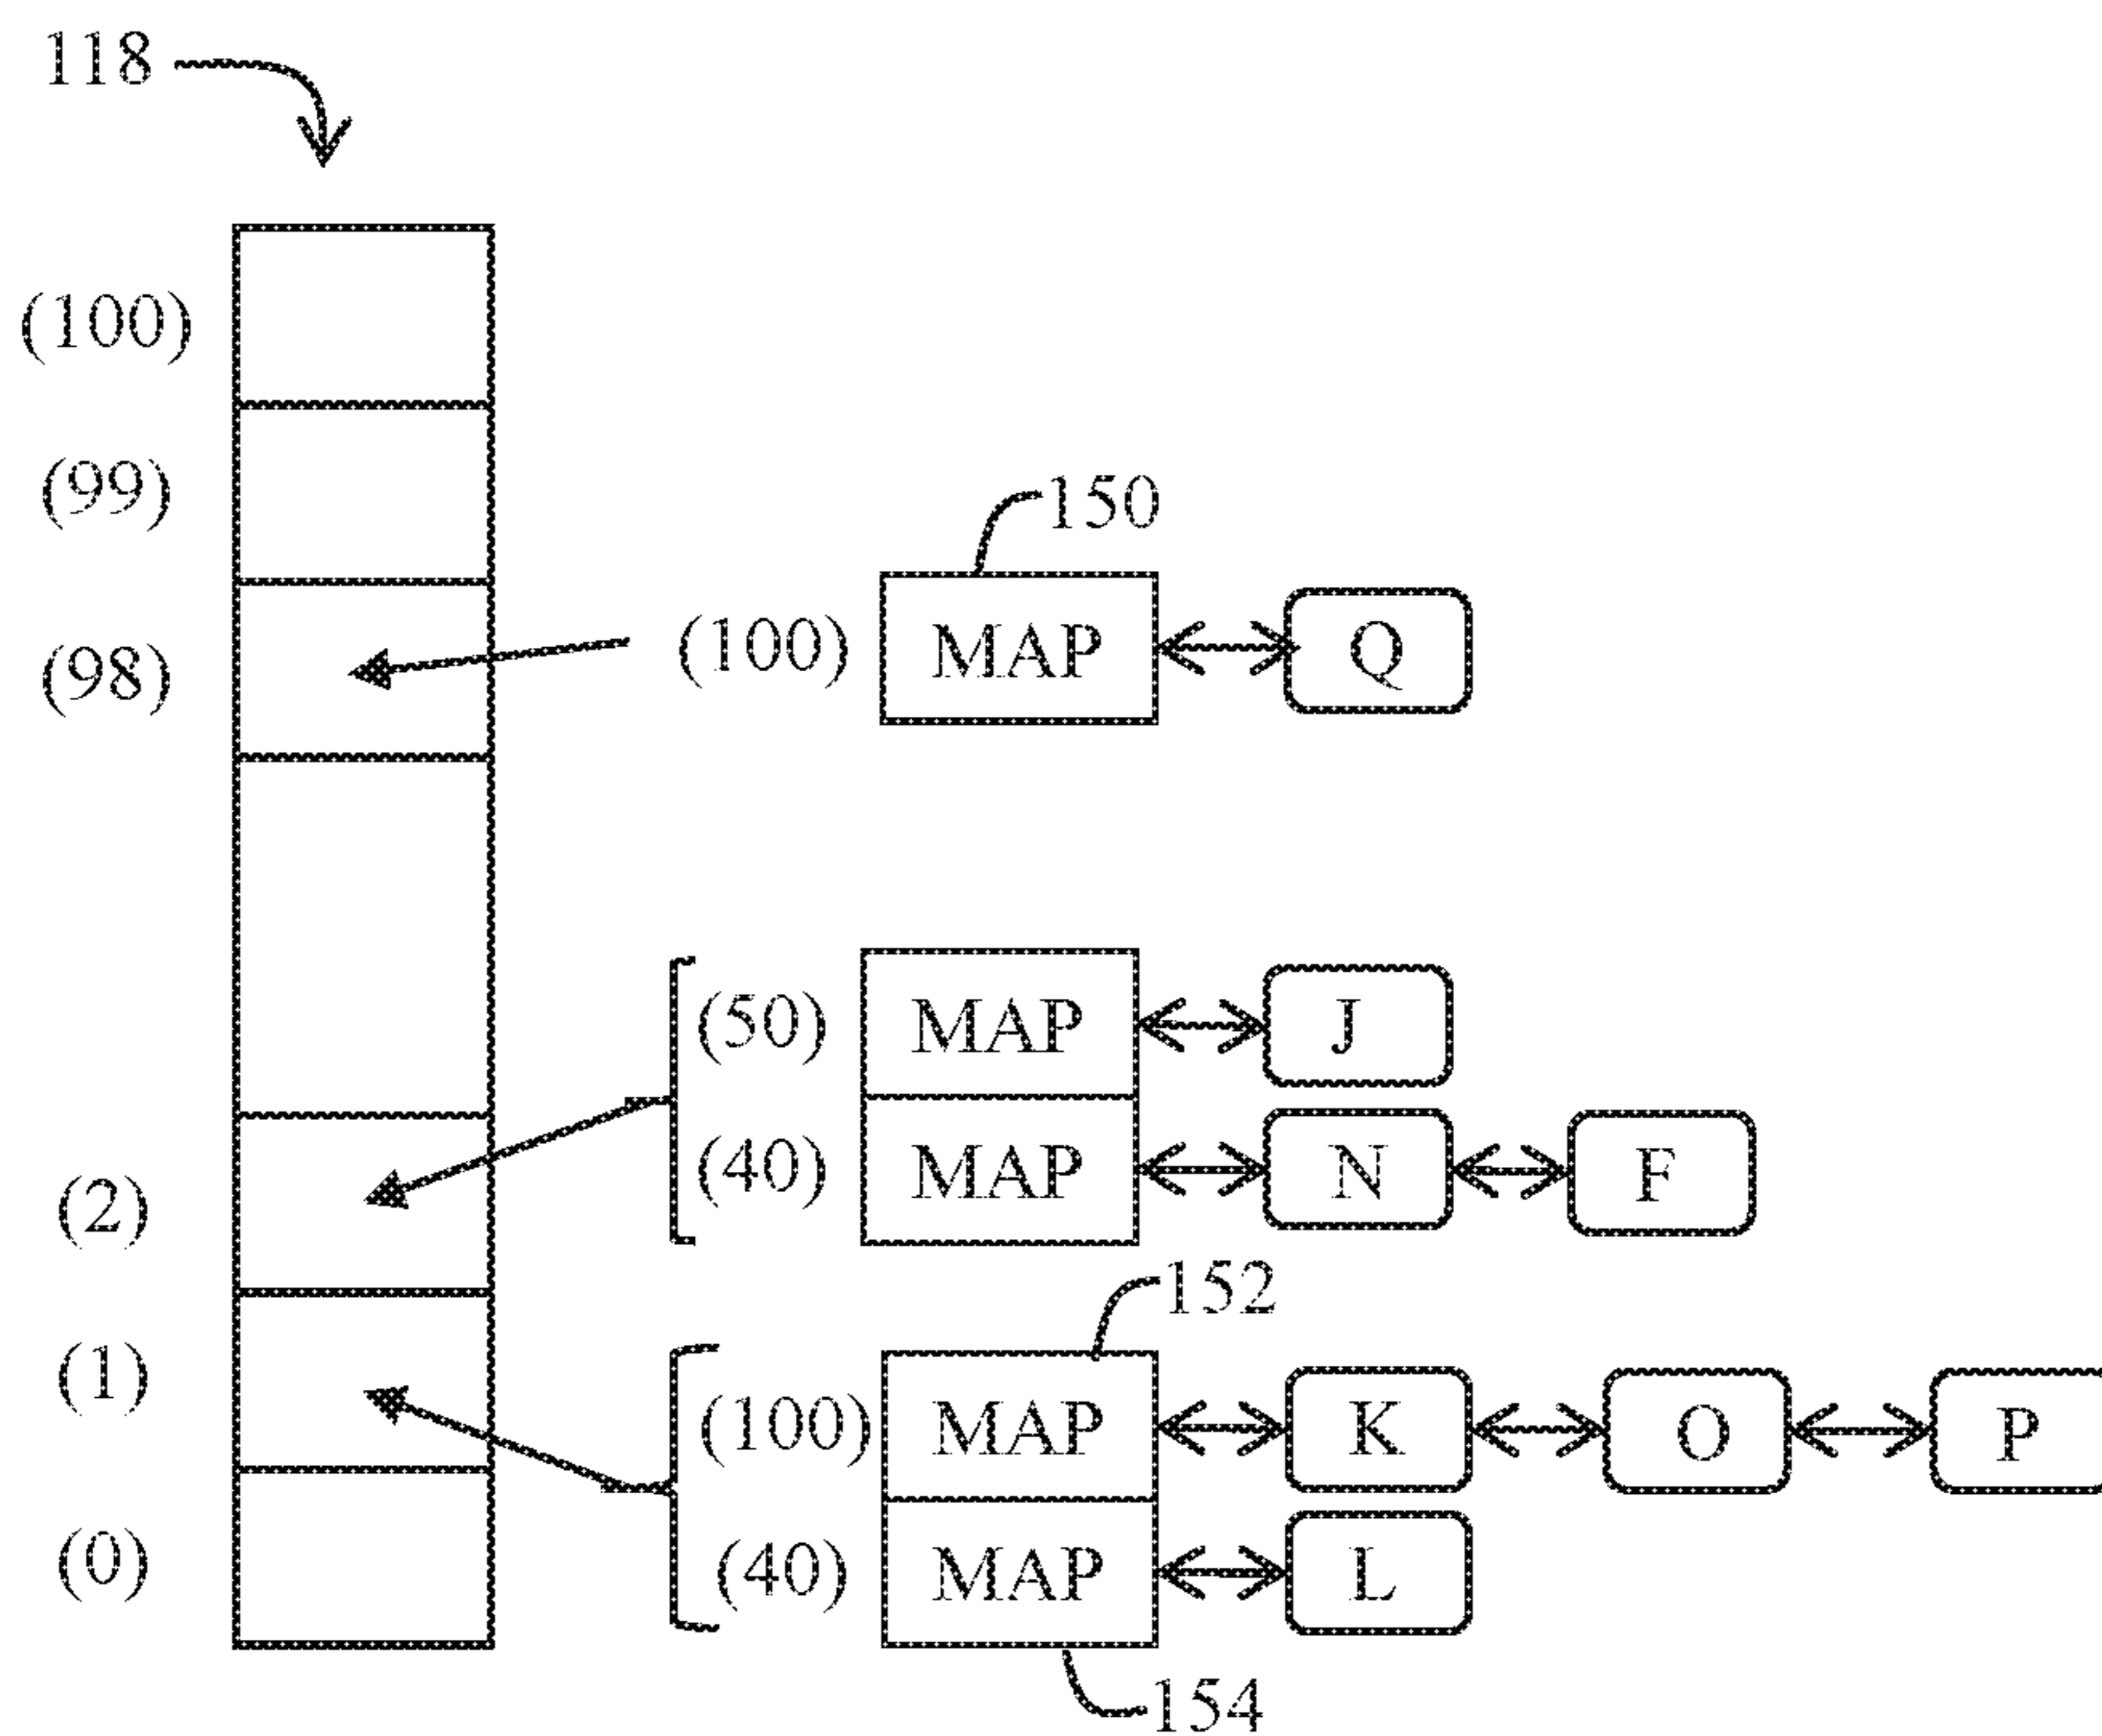 118
(100)
(99)
150
(98)
(100) MAP Q
(50) MAP J
(2)
(40) MAP N F
152
(1)
(100) MAP K O P
(0)
(40) MAP L
154